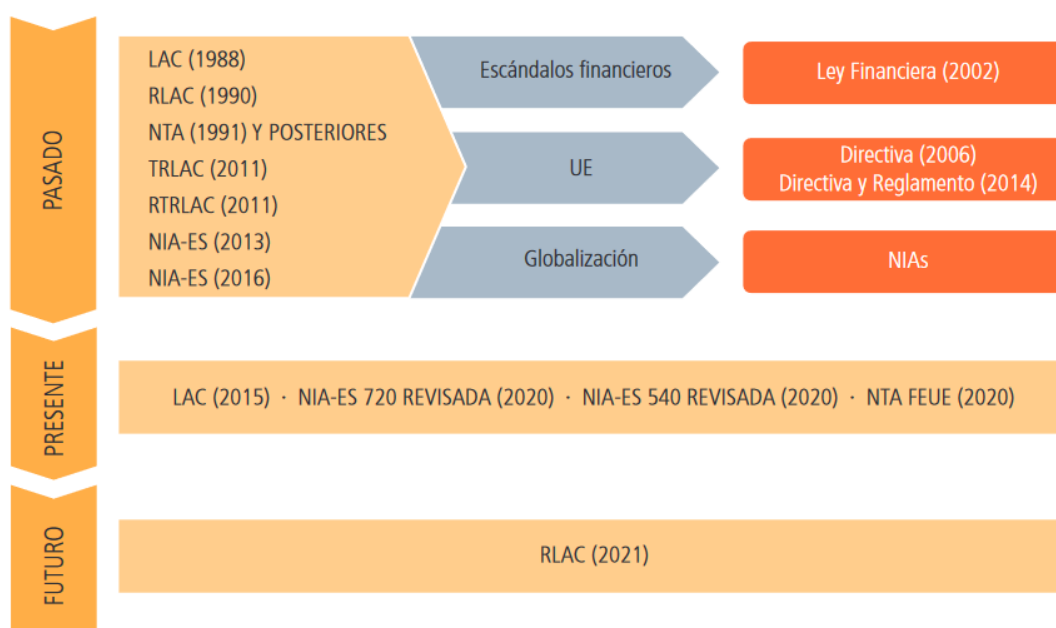 PASADO
LAC (1988)
RLAC (1990)
NTA (1991) Y POSTERIORES
TRLAC (2011)
RTRLAC (2011)
NIA-ES (2013)
NIA-ES (2016)
Escándalos financieros
Ley Financiera (2002)
UE
Directiva (2006)
Directiva y Reglamento (2014)
Globalización
NIAs
PRESENTE
LAC (2015) · NIA-ES 720 REVISADA (2020) · NIA-ES 540 REVISADA (2020) · NTA FEUE (2020)
FUTURO
RLAC (2021)